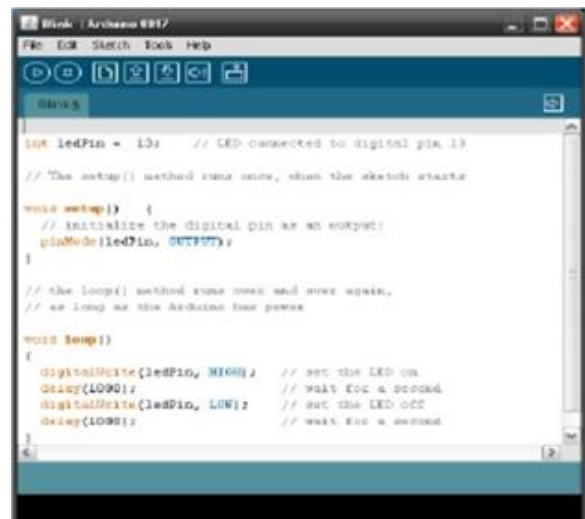 Blink | Arduino 0017
File Edit Sketch Tools Help
Blink §
int ledPin = 13; // LED connected to digital pin 13
// The setup() method runs once, when the sketch starts
void setup() {
// initialize the digital pin as an output:
pinMode(ledPin, OUTPUT);
}
// the loop() method runs over and over again,
// as long as the Arduino has power
void loop()
{
digitalWrite(ledPin, HIGH); // set the LED on
delay(1000); // wait for a second
digitalWrite(ledPin, LOW); // set the LED off
delay(1000); // wait for a second
}